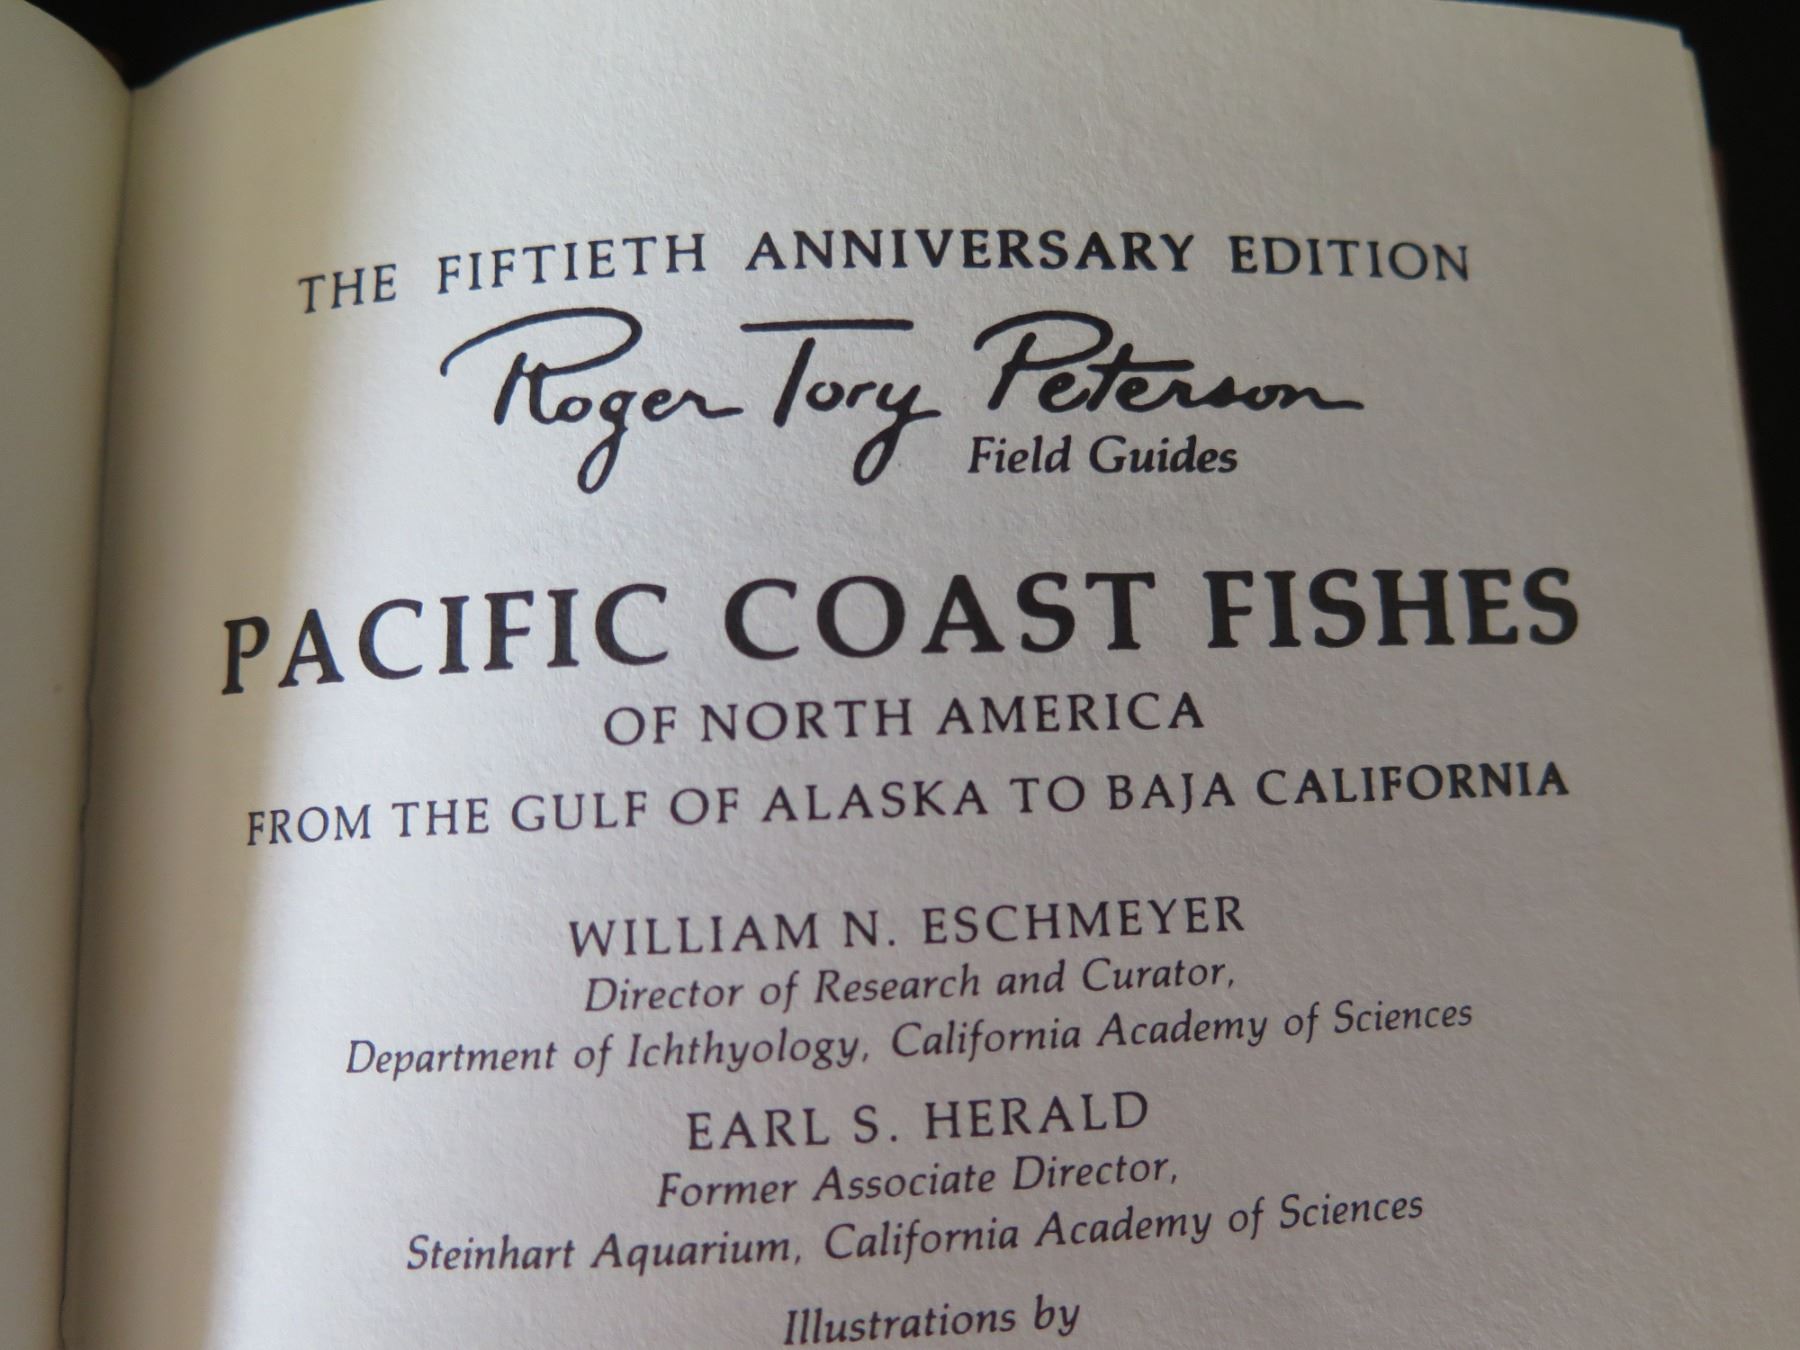 THE FIFTIETH ANNIVERSARY EDITION
Roger Tory Peterson
Field Guides
PACIFIC COAST FISHES
OF NORTH AMERICA
FROM THE GULF OF ALASKA TO BAJA CALIFORNIA
WILLIAM N. ESCHMEYER
Director of Research and Curator,
Department of Ichthyology, California Academy of Sciences
EARL S. HERALD
Former Associate Director,
Steinhart Aquarium, California Academy of Sciences
Illustrations by